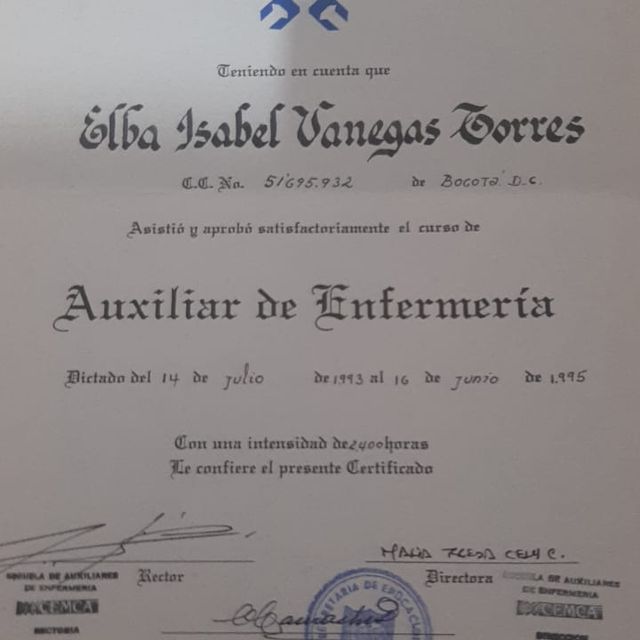 Teniendo en cuenta que
Elba Isabel Vanegas Torres
C.C. No. 51'695.932 de BOGOTÁ D.C.
Asistió y aprobó satisfactoriamente el curso de
Auxiliar de Enfermería
Dictado del 14 de julio de 1993 al 16 de junio de 1.995
Con una intensidad de 2400 horas
Le confiere el presente Certificado
Rector
Directora
ESCUELA DE AUXILIARES
DE ENFERMERIA
CEMCA
RECTORIA
ESCUELA DE AUXILIARES
DE ENFERMERIA
CEMCA